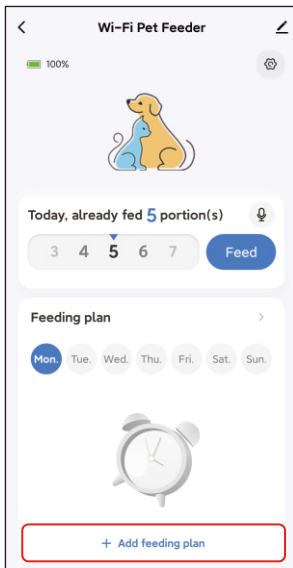 Wi-Fi Pet Feeder
100%
Today, already fed 5 portion(s)
3 4 5 6 7 Feed
Feeding plan
Mon. Tue. Wed. Thu. Fri. Sat. Sun.
+ Add feeding plan